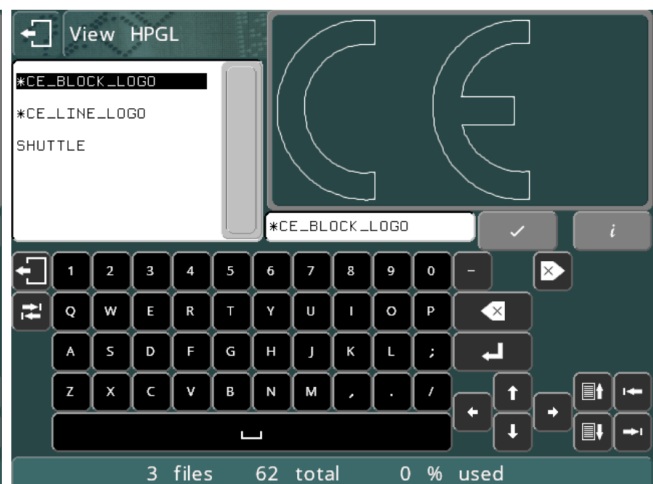 View HPGL
*CE_BLOCK_LOGO
*CE_LINE_LOGO
SHUTTLE
*CE_BLOCK_LOGO
i
1 2 3 4 5 6 7 8 9 0 -
Q W E R T Y U I O P
A S D F G H J K L ;
Z X C V B N M , . /
3 files 62 total 0 % used